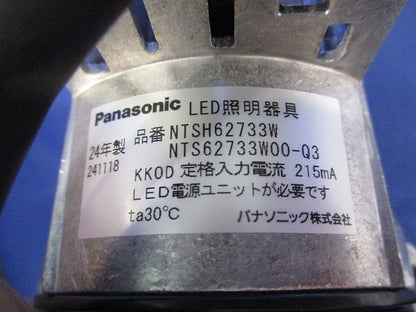 Panasonic LED照明器具
24年製 品番 NTSH62733W
241118 NTS62733W00-Q3
KKOD 定格入力電流 215mA
LED電源ユニットが必要です
ta30℃ パナソニック株式会社